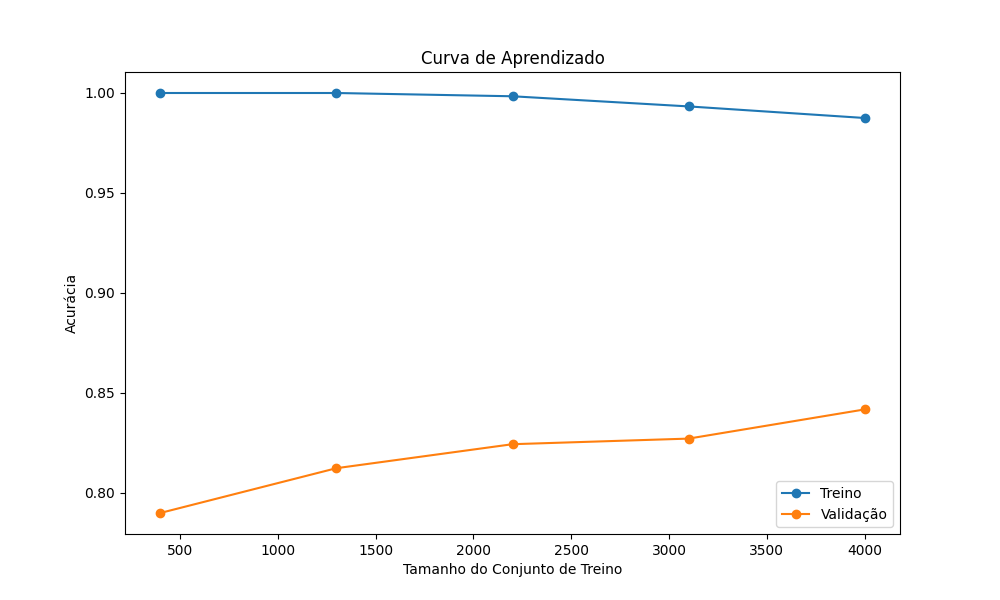 Curva de Aprendizado
1.00
0.95
0.90
0.85
0.80
Acurácia
Treino
Validação
500 1000 1500 2000 2500 3000 3500 4000
Tamanho do Conjunto de Treino